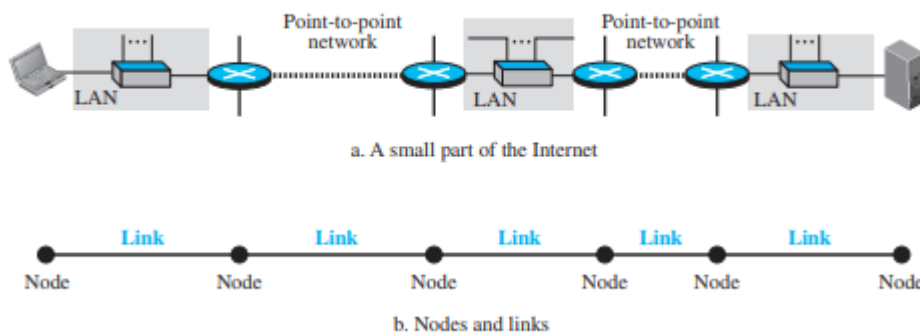 Point-to-point
network
Point-to-point
network
...
...
...
LAN
LAN
LAN
a. A small part of the Internet
Link
Link
Link
Link
Link
Node
Node
Node
Node
Node
Node
b. Nodes and links